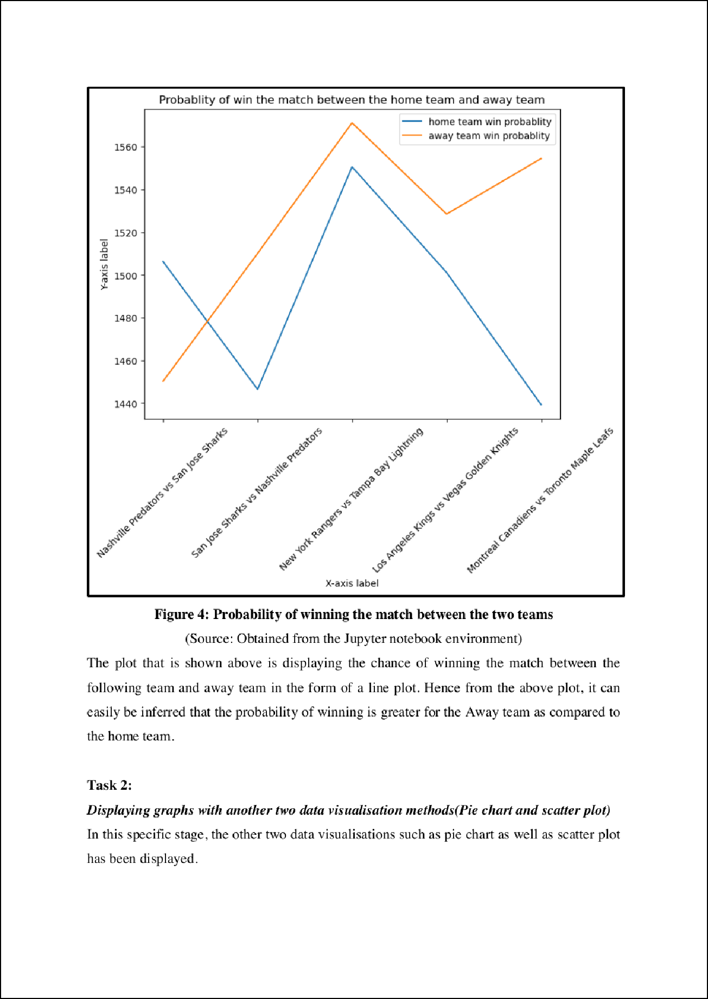 Probablity of win the match between the home team and away team
home team win probablity
away team win probablity
1560
1540
1520
1500
1480
1460
1440
Y-axis label
Nashville Predators vs San Jose Sharks
San Jose Sharks vs Nashville Predators
New York Rangers vs Tampa Bay Lightning
Los Angeles Kings vs Vegas Golden Knights
Montreal Canadiens vs Toronto Maple Leafs
X-axis label
Figure 4: Probability of winning the match between the two teams
(Source: Obtained from the Jupyter notebook environment)
The plot that is shown above is displaying the chance of winning the match between the
following team and away team in the form of a line plot. Hence from the above plot, it can
easily be inferred that the probability of winning is greater for the Away team as compared to
the home team.
Task 2:
Displaying graphs with another two data visualisation methods(Pie chart and scatter plot)
In this specific stage, the other two data visualisations such as pie chart as well as scatter plot
has been displayed.